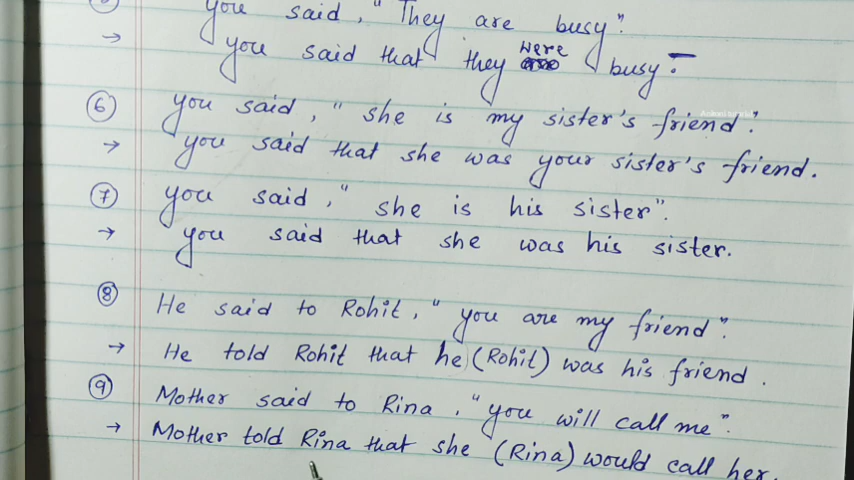 you said, "They are busy".
→ you said that they were busy.
⑥ you said, "she is my sister's friend".
→ you said that she was your sister's friend.
⑦ you said, "she is his sister".
→ you said that she was his sister.
⑧ He said to Rohit, "you are my friend".
→ He told Rohit that he (Rohit) was his friend.
⑨ Mother said to Rina, "you will call me".
→ Mother told Rina that she (Rina) would call her.